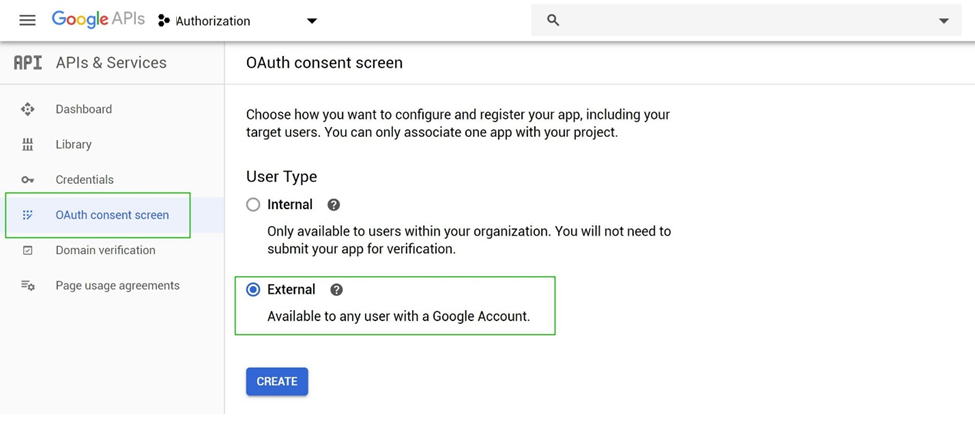 Google APIs
Authorization
API APIs & Services
OAuth consent screen
Dashboard
Library
Credentials
OAuth consent screen
Domain verification
Page usage agreements
Choose how you want to configure and register your app, including your
target users. You can only associate one app with your project.
User Type
Internal
Only available to users within your organization. You will not need to
submit your app for verification.
External
Available to any user with a Google Account.
CREATE